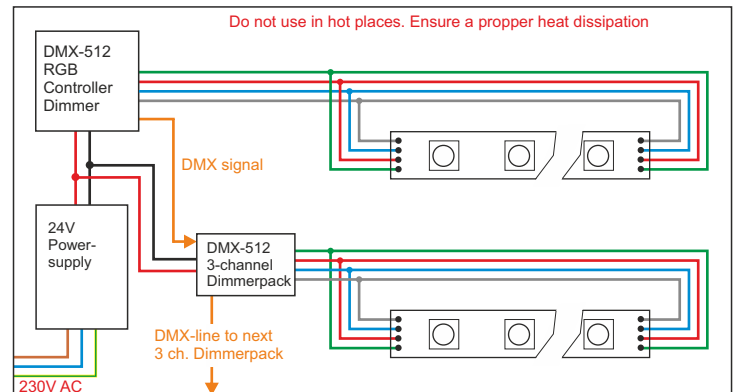 Do not use in hot places. Ensure a propper heat dissipation
DMX-512
RGB
Controller
Dimmer
DMX signal
24V
Power-
supply
DMX-512
3-channel
Dimmerpack
DMX-line to next
3 ch. Dimmerpack
230V AC